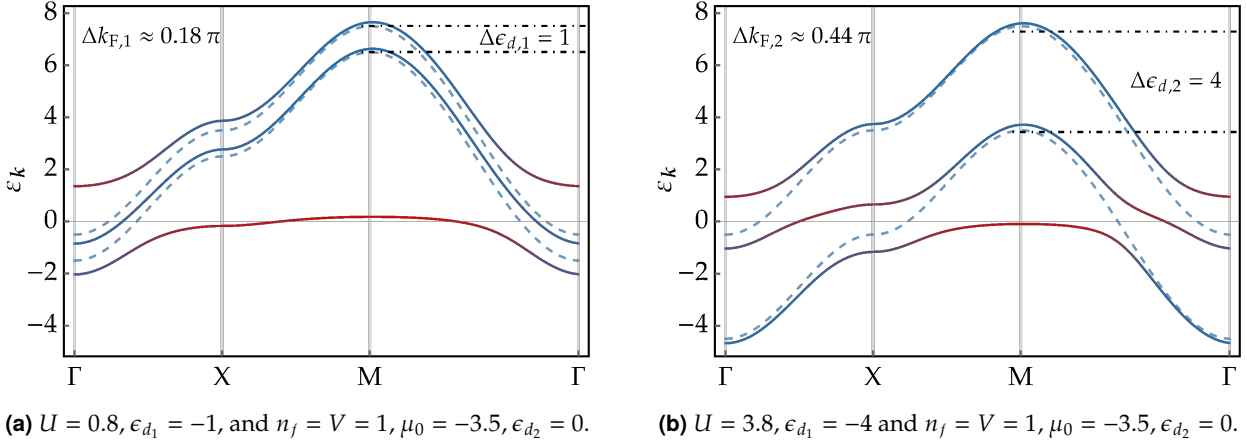 Δk_F,1 ≈ 0.18 π
Δϵ_d,1 = 1
ε_k
8
6
4
2
0
−2
−4
Γ X M Γ
(a) U = 0.8, ϵ_d₁ = −1, and n_f = V = 1, μ₀ = −3.5, ϵ_d₂ = 0.
Δk_F,2 ≈ 0.44 π
Δϵ_d,2 = 4
ε_k
8
6
4
2
0
−2
−4
Γ X M Γ
(b) U = 3.8, ϵ_d₁ = −4 and n_f = V = 1, μ₀ = −3.5, ϵ_d₂ = 0.